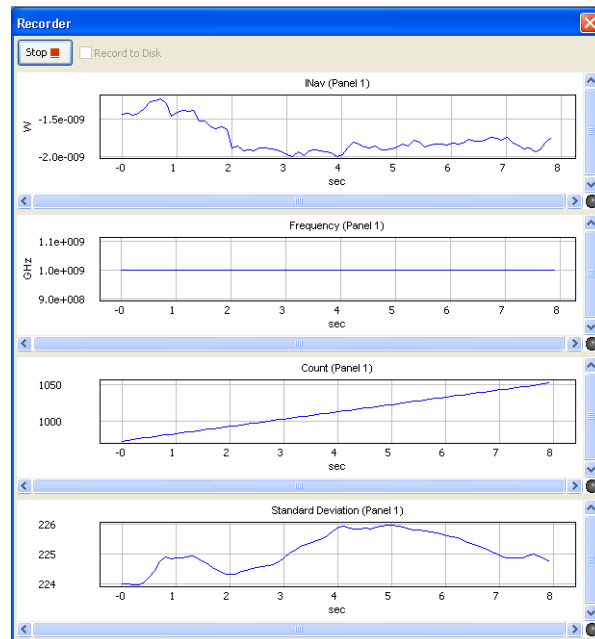 Recorder
Stop Record to Disk
INav (Panel 1)
W
-1.5e-009
-2.0e-009
-0 1 2 3 4 5 6 7 8
sec
Frequency (Panel 1)
GHz
1.1e+009
1.0e+009
9.0e+008
-0 1 2 3 4 5 6 7 8
sec
Count (Panel 1)
1050
1000
-0 1 2 3 4 5 6 7 8
sec
Standard Deviation (Panel 1)
226
225
224
-0 1 2 3 4 5 6 7 8
sec